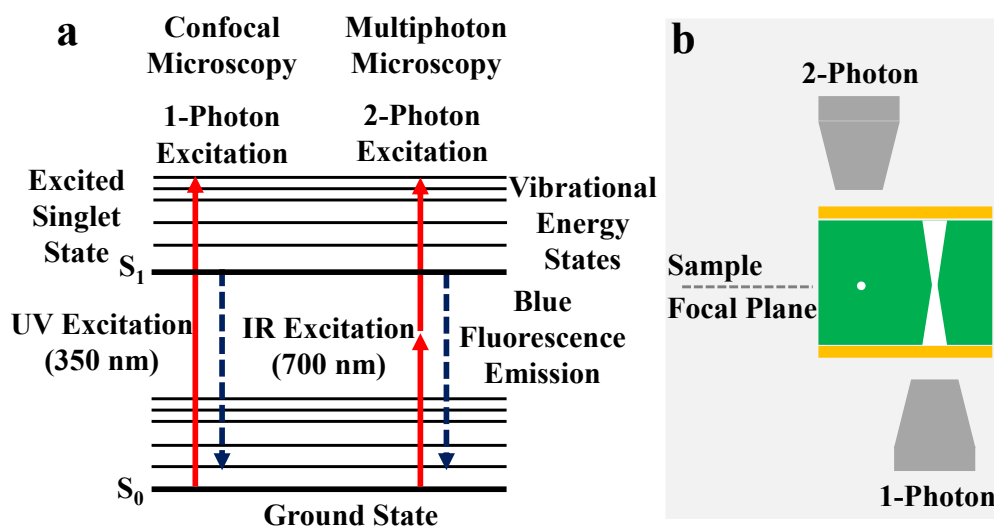 a
Confocal
Microscopy
Multiphoton
Microscopy
1-Photon
Excitation
2-Photon
Excitation
Excited
Singlet
State
Vibrational
Energy
States
S1
UV Excitation
(350 nm)
IR Excitation
(700 nm)
Blue
Fluorescence
Emission
S0
Ground State
b
2-Photon
Sample
Focal Plane
1-Photon